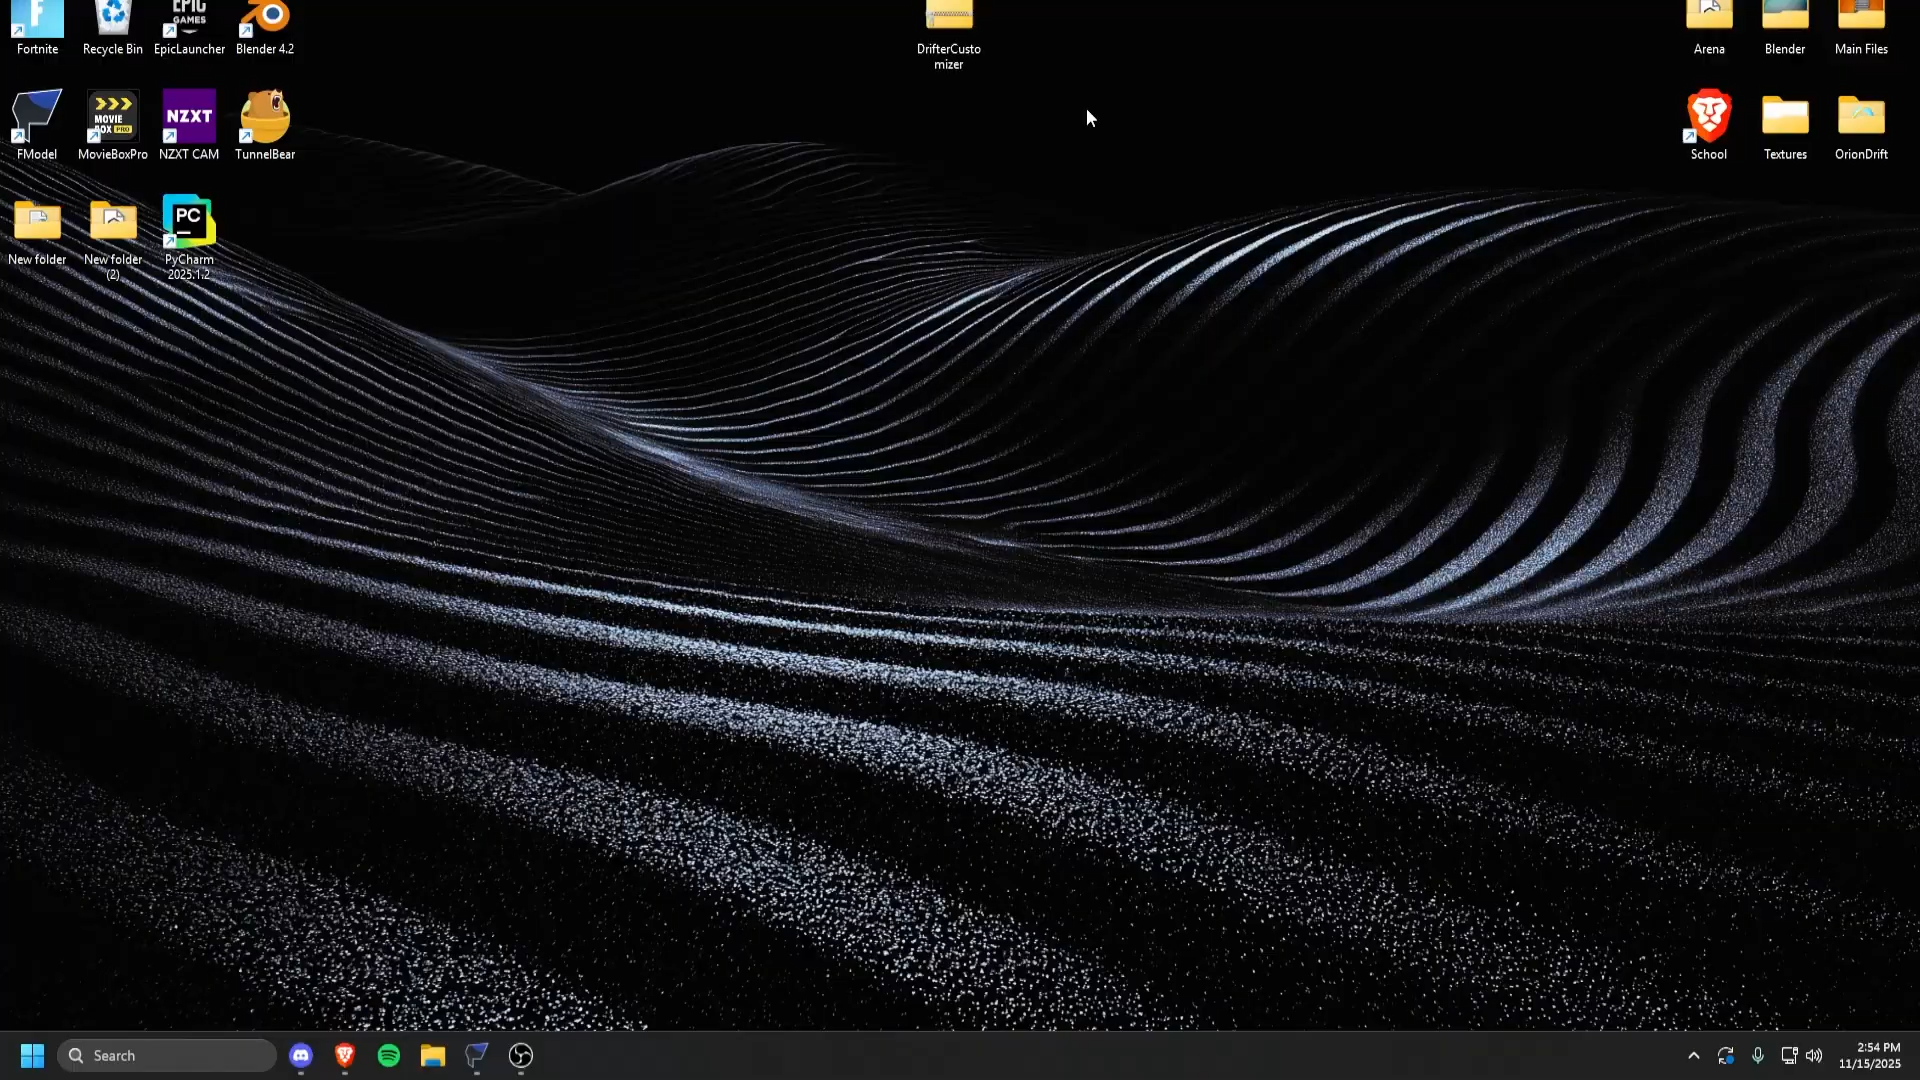 EPIC
GAMES
Fortnite
Recycle Bin
EpicLauncher
Blender 4.2
DrifterCusto
mizer
Arena
Blender
Main Files
MOVIE
BOX PRO
NZXT
FModel
MovieBoxPro
NZXT CAM
TunnelBear
School
Textures
OrionDrift
PC
New folder
New folder
(2)
PyCharm
2025.1.2
Search
2:54 PM
11/15/2025